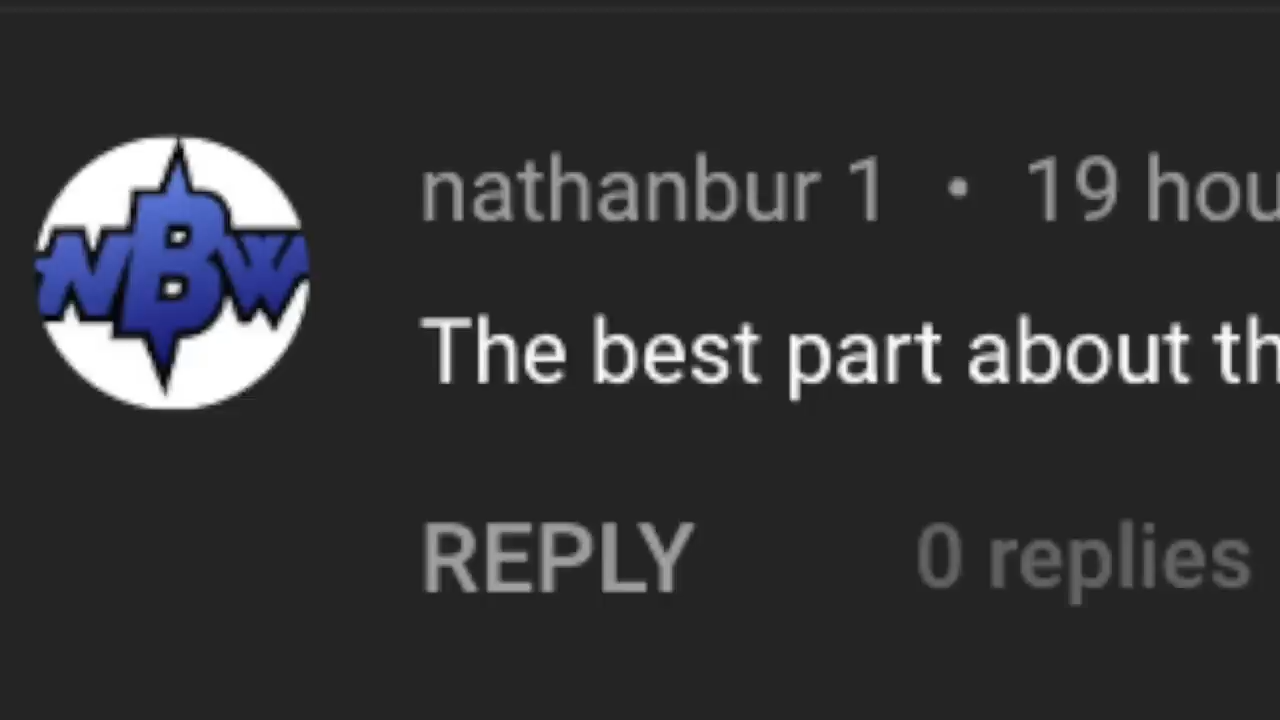 NBW
nathanbur 1 • 19 hou
The best part about th
REPLY 0 replies